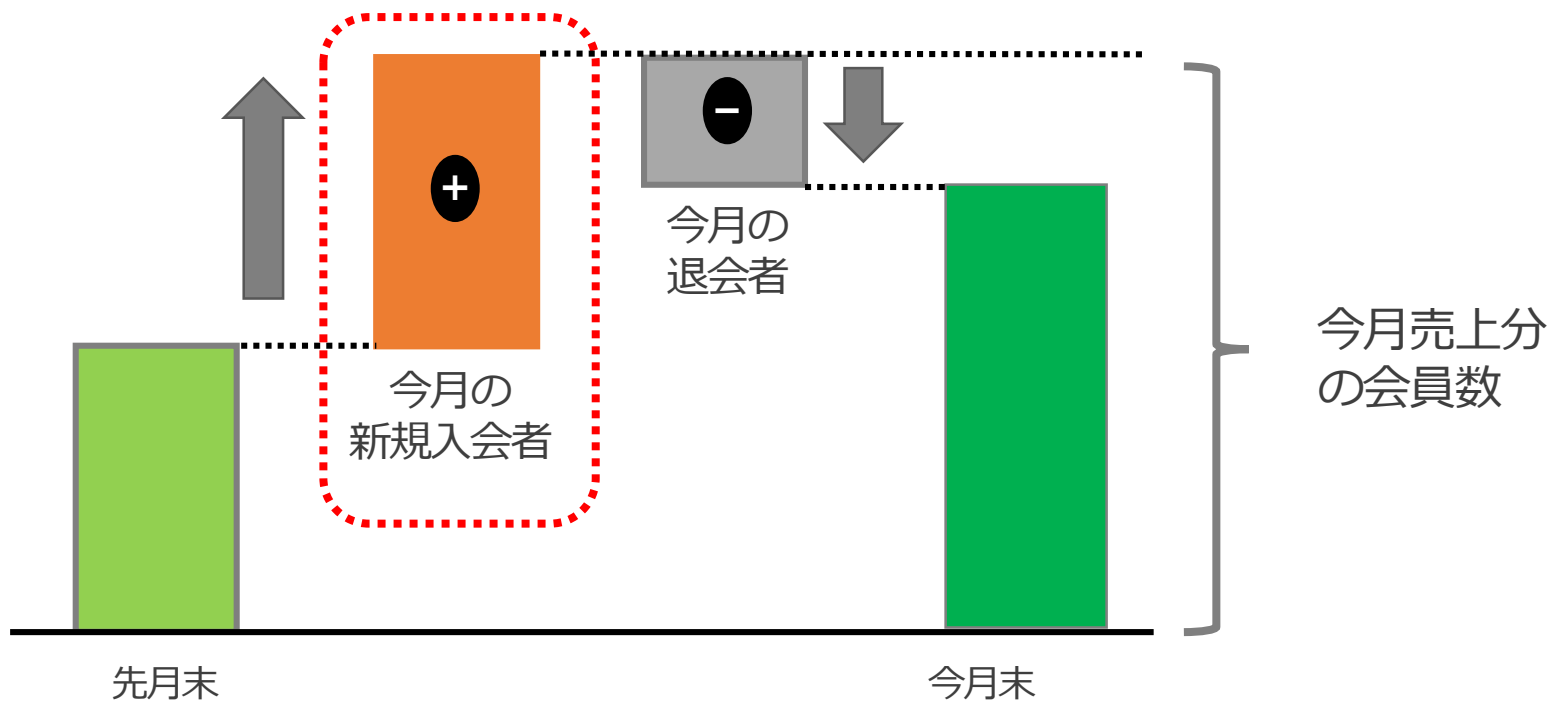 +
−
今月の
退会者
今月の
新規入会者
今月売上分
の会員数
先月末
今月末